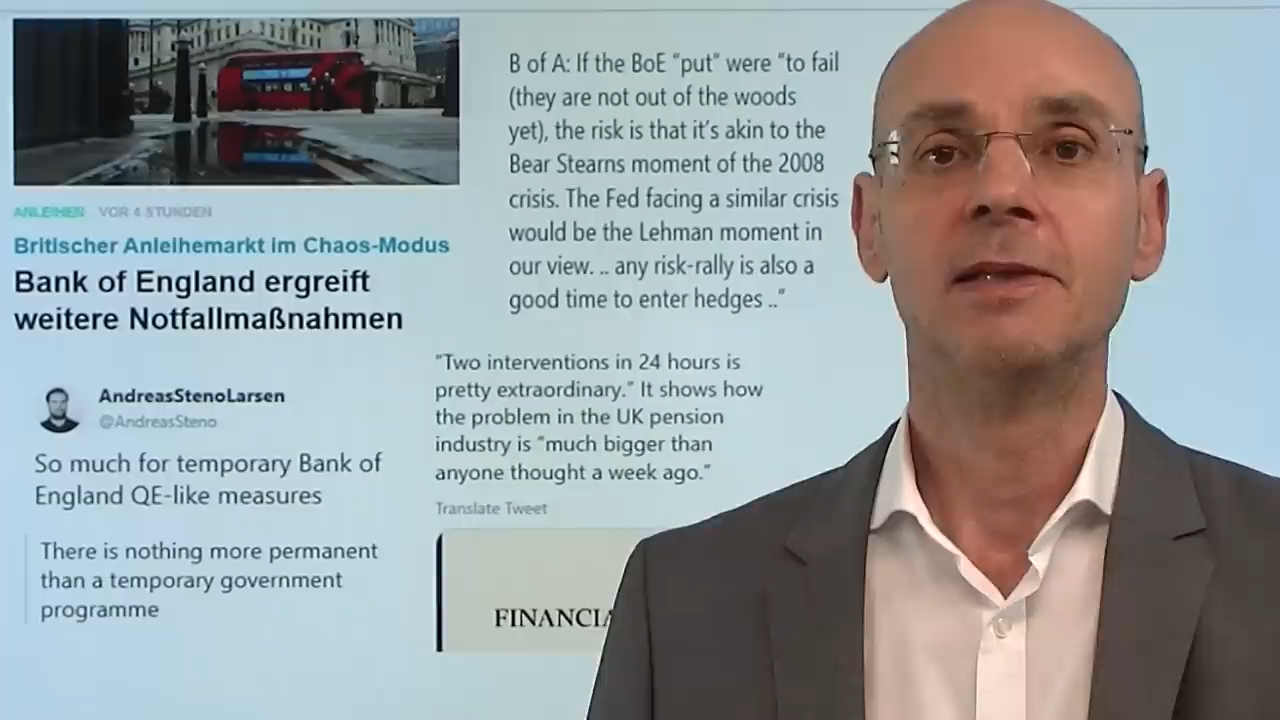 ANLEIHEN VOR 4 STUNDEN
Britischer Anleihemarkt im Chaos-Modus
Bank of England ergreift
weitere Notfallmaßnahmen
AndreasStenoLarsen
@AndreasSteno
So much for temporary Bank of
England QE-like measures
There is nothing more permanent
than a temporary government
programme
B of A: If the BoE "put" were "to fail
(they are not out of the woods
yet), the risk is that it's akin to the
Bear Stearns moment of the 2008
crisis. The Fed facing a similar crisis
would be the Lehman moment in
our view. .. any risk-rally is also a
good time to enter hedges .."
"Two interventions in 24 hours is
pretty extraordinary." It shows how
the problem in the UK pension
industry is "much bigger than
anyone thought a week ago."
Translate Tweet
FINANCIA